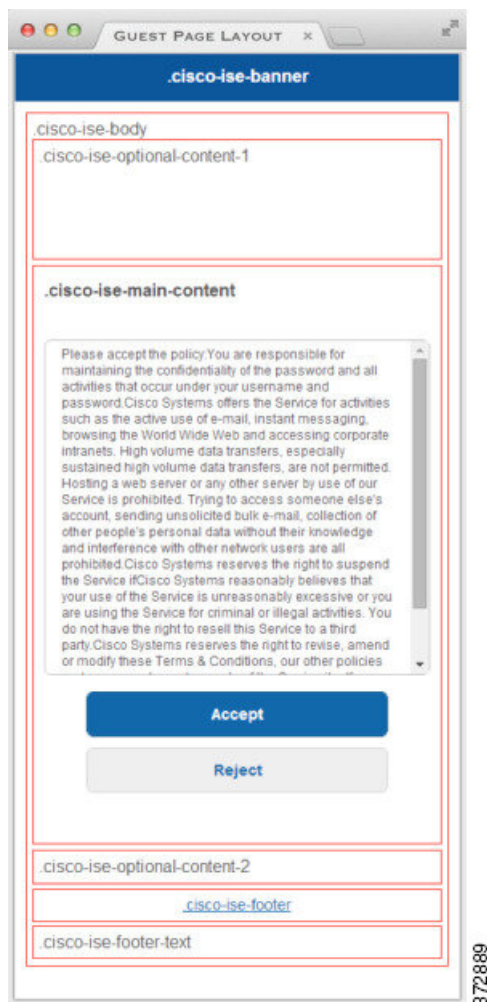 GUEST PAGE LAYOUT ×
.cisco-ise-banner
.cisco-ise-body
.cisco-ise-optional-content-1
.cisco-ise-main-content
Please accept the policy:You are responsible for
maintaining the confidentiality of the password and all
activities that occur under your username and
password.Cisco Systems offers the Service for activities
such as the active use of e-mail, instant messaging,
browsing the World Wide Web and accessing corporate
intranets. High volume data transfers, especially
sustained high volume data transfers, are not permitted.
Hosting a web server or any other server by use of our
Service is prohibited. Trying to access someone else's
account, sending unsolicited bulk e-mail, collection of
other people's personal data without their knowledge
and interference with other network users are all
prohibited.Cisco Systems reserves the right to suspend
the Service ifCisco Systems reasonably believes that
your use of the Service is unreasonably excessive or you
are using the Service for criminal or illegal activities. You
do not have the right to resell this Service to a third
party.Cisco Systems reserves the right to revise, amend
or modify these Terms & Conditions, our other policies
Accept
Reject
.cisco-ise-optional-content-2
.cisco-ise-footer
.cisco-ise-footer-text
372889